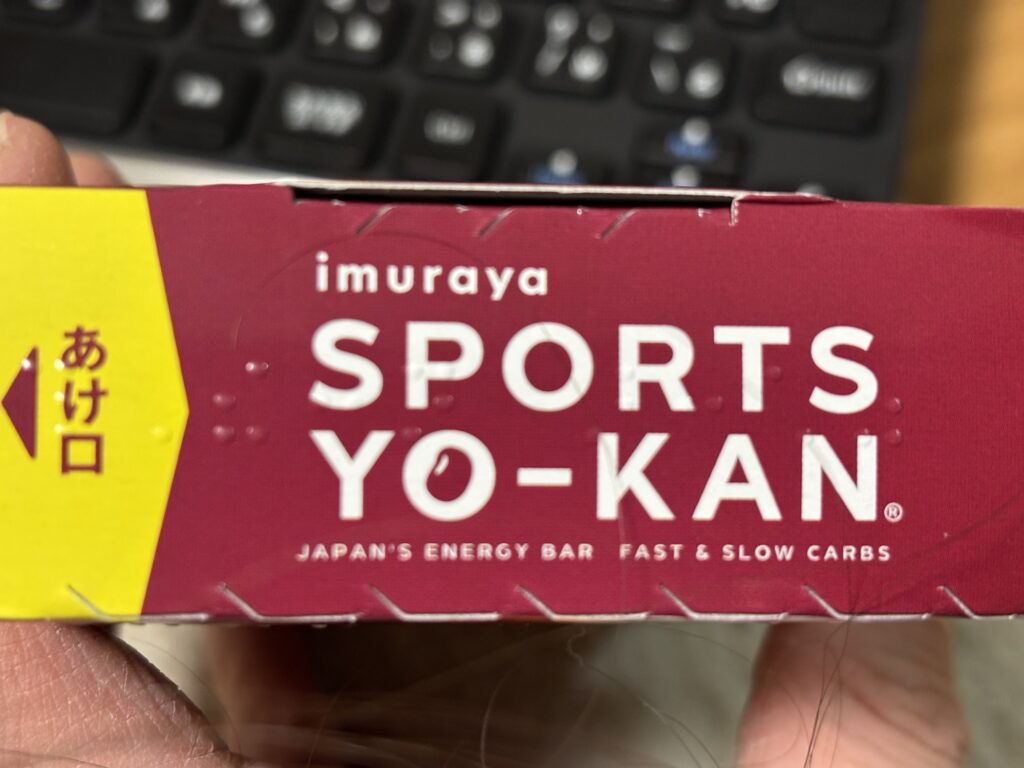 あけ口
imuraya
SPORTS
YO-KAN®
JAPAN'S ENERGY BAR FAST & SLOW CARBS